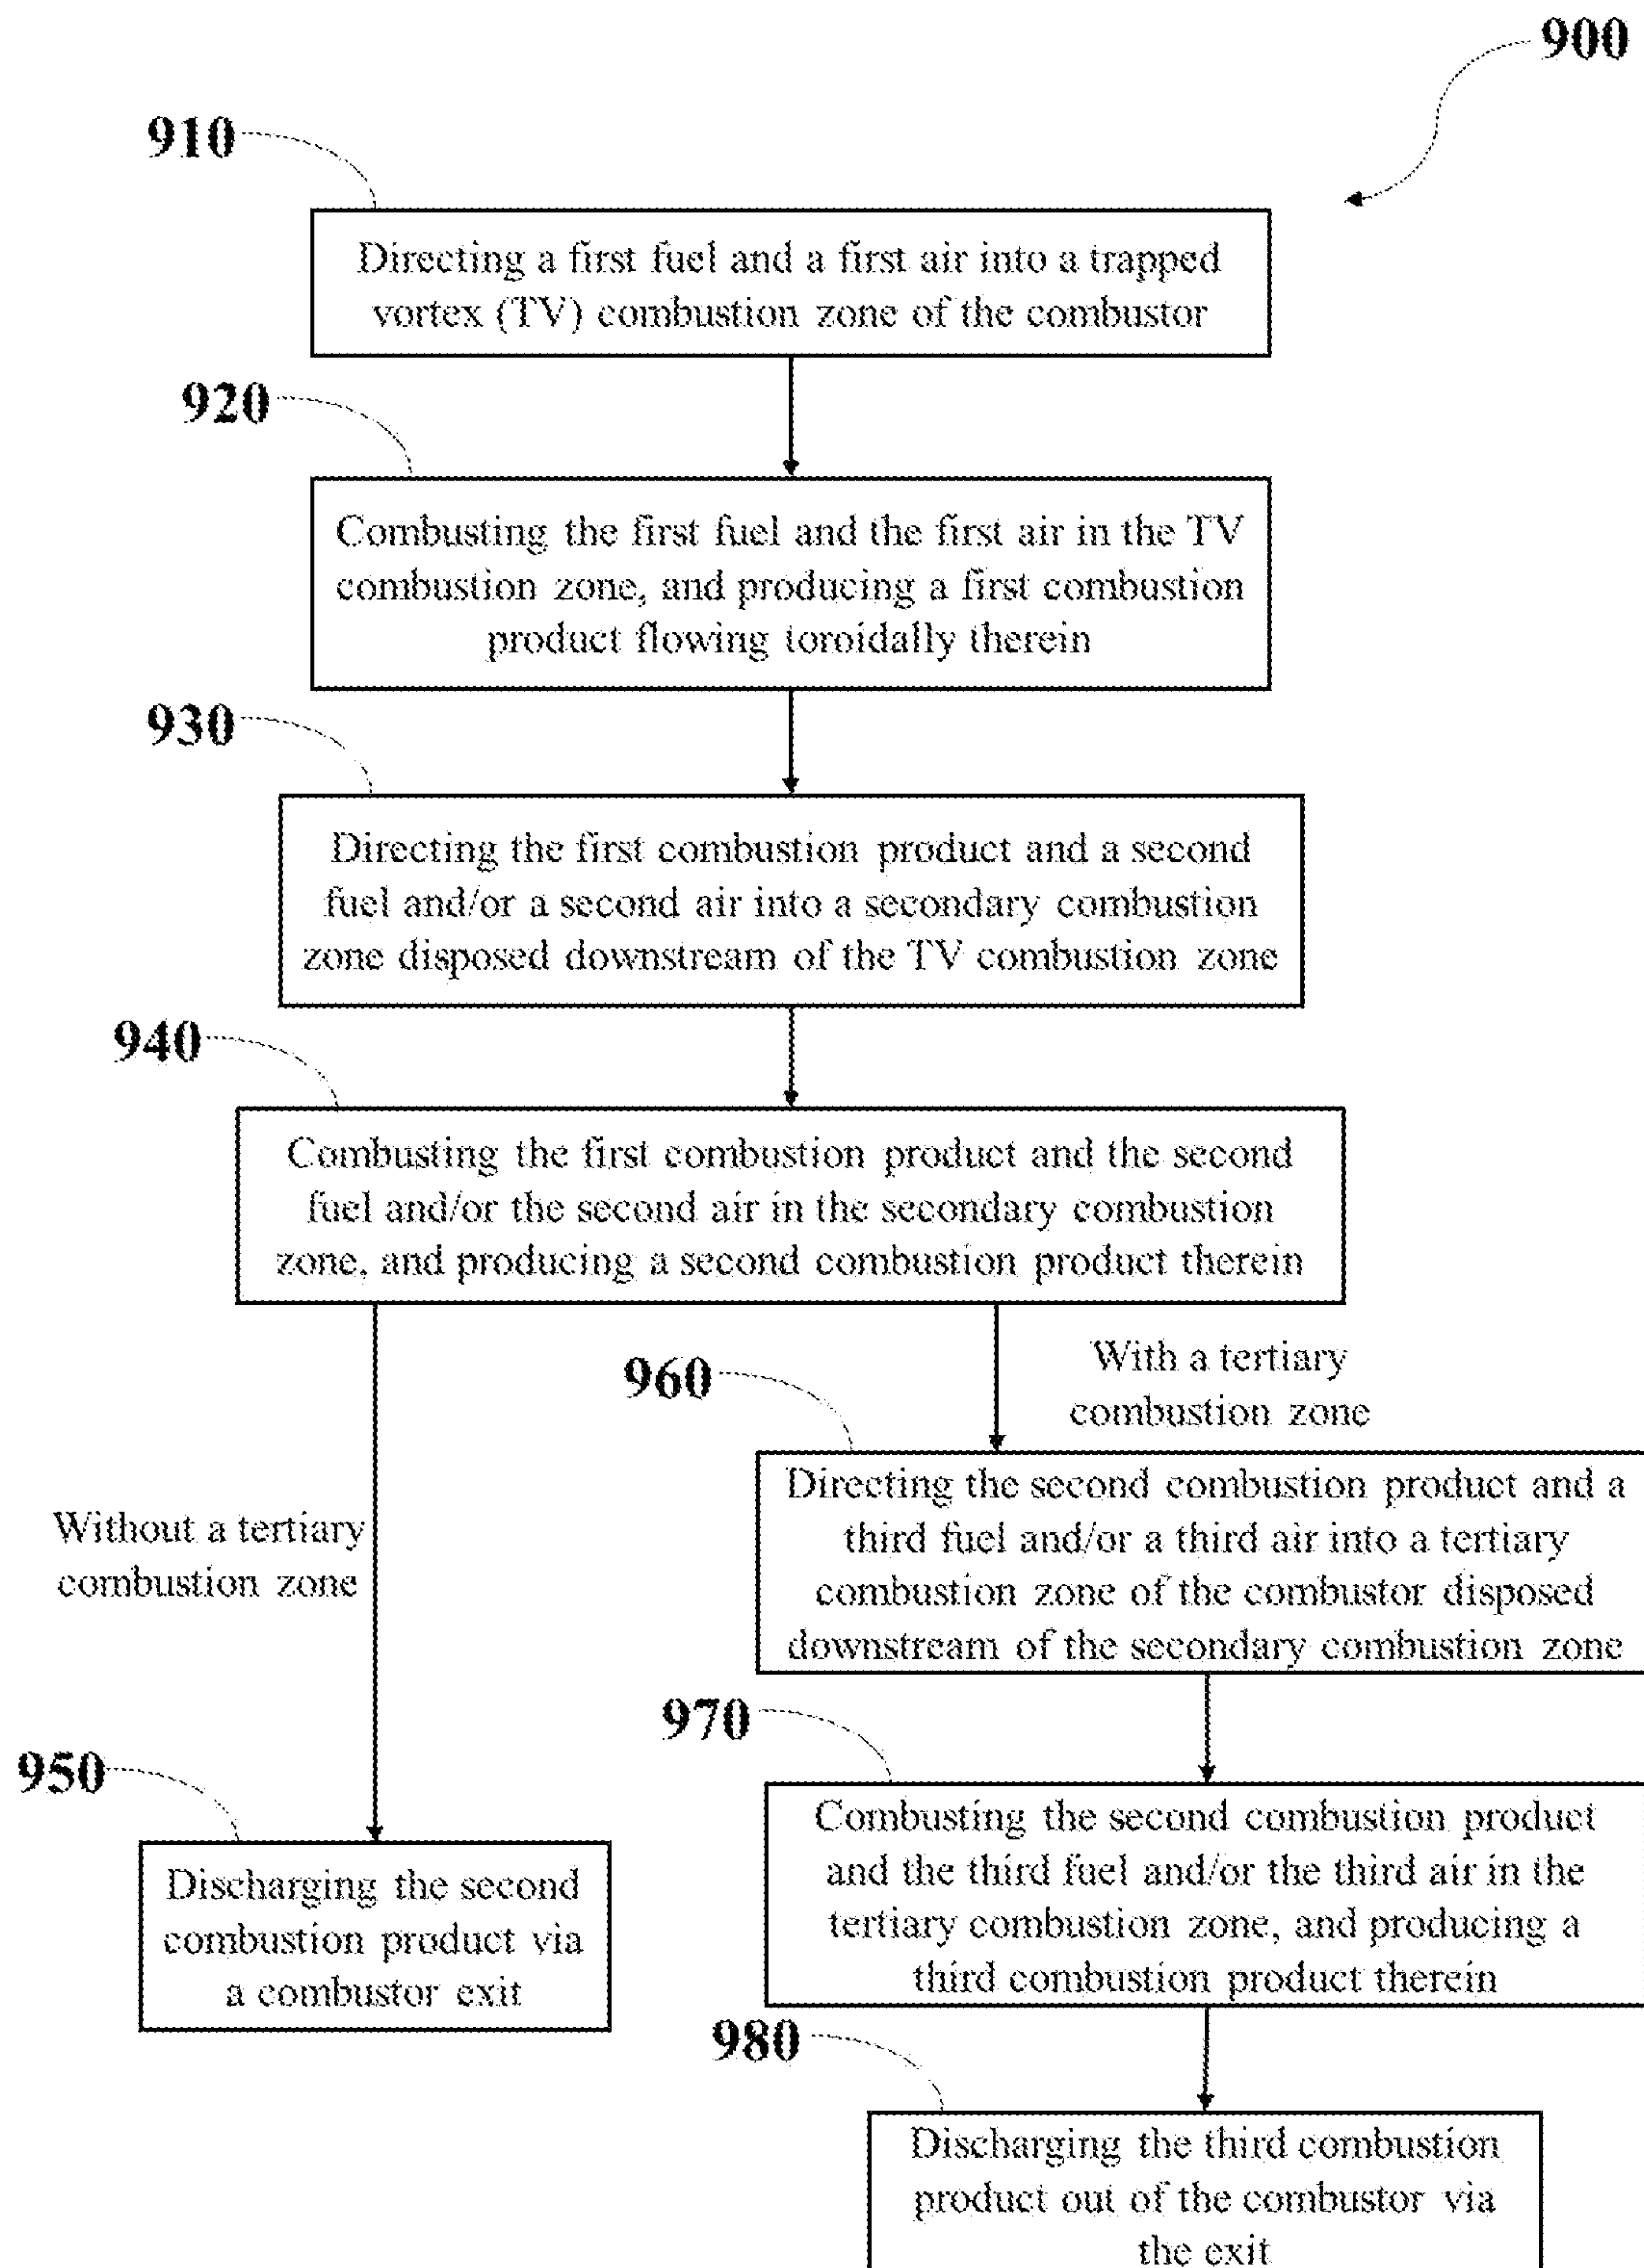 900
910
Directing a first fuel and a first air into a trapped
vortex (TV) combustion zone of the combustor
920
Combusting the first fuel and the first air in the TV
combustion zone, and producing a first combustion
product flowing toroidally therein
930
Directing the first combustion product and a second
fuel and/or a second air into a secondary combustion
zone disposed downstream of the TV combustion zone
940
Combusting the first combustion product and the second
fuel and/or the second air in the secondary combustion
zone, and producing a second combustion product therein
Without a tertiary
combustion zone
950
Discharging the second
combustion product via
a combustor exit
With a tertiary
combustion zone
960
Directing the second combustion product and a
third fuel and/or a third air into a tertiary
combustion zone of the combustor disposed
downstream of the secondary combustion zone
970
Combusting the second combustion product
and the third fuel and/or the third air in the
tertiary combustion zone, and producing a
third combustion product therein
980
Discharging the third combustion
product out of the combustor via
the exit